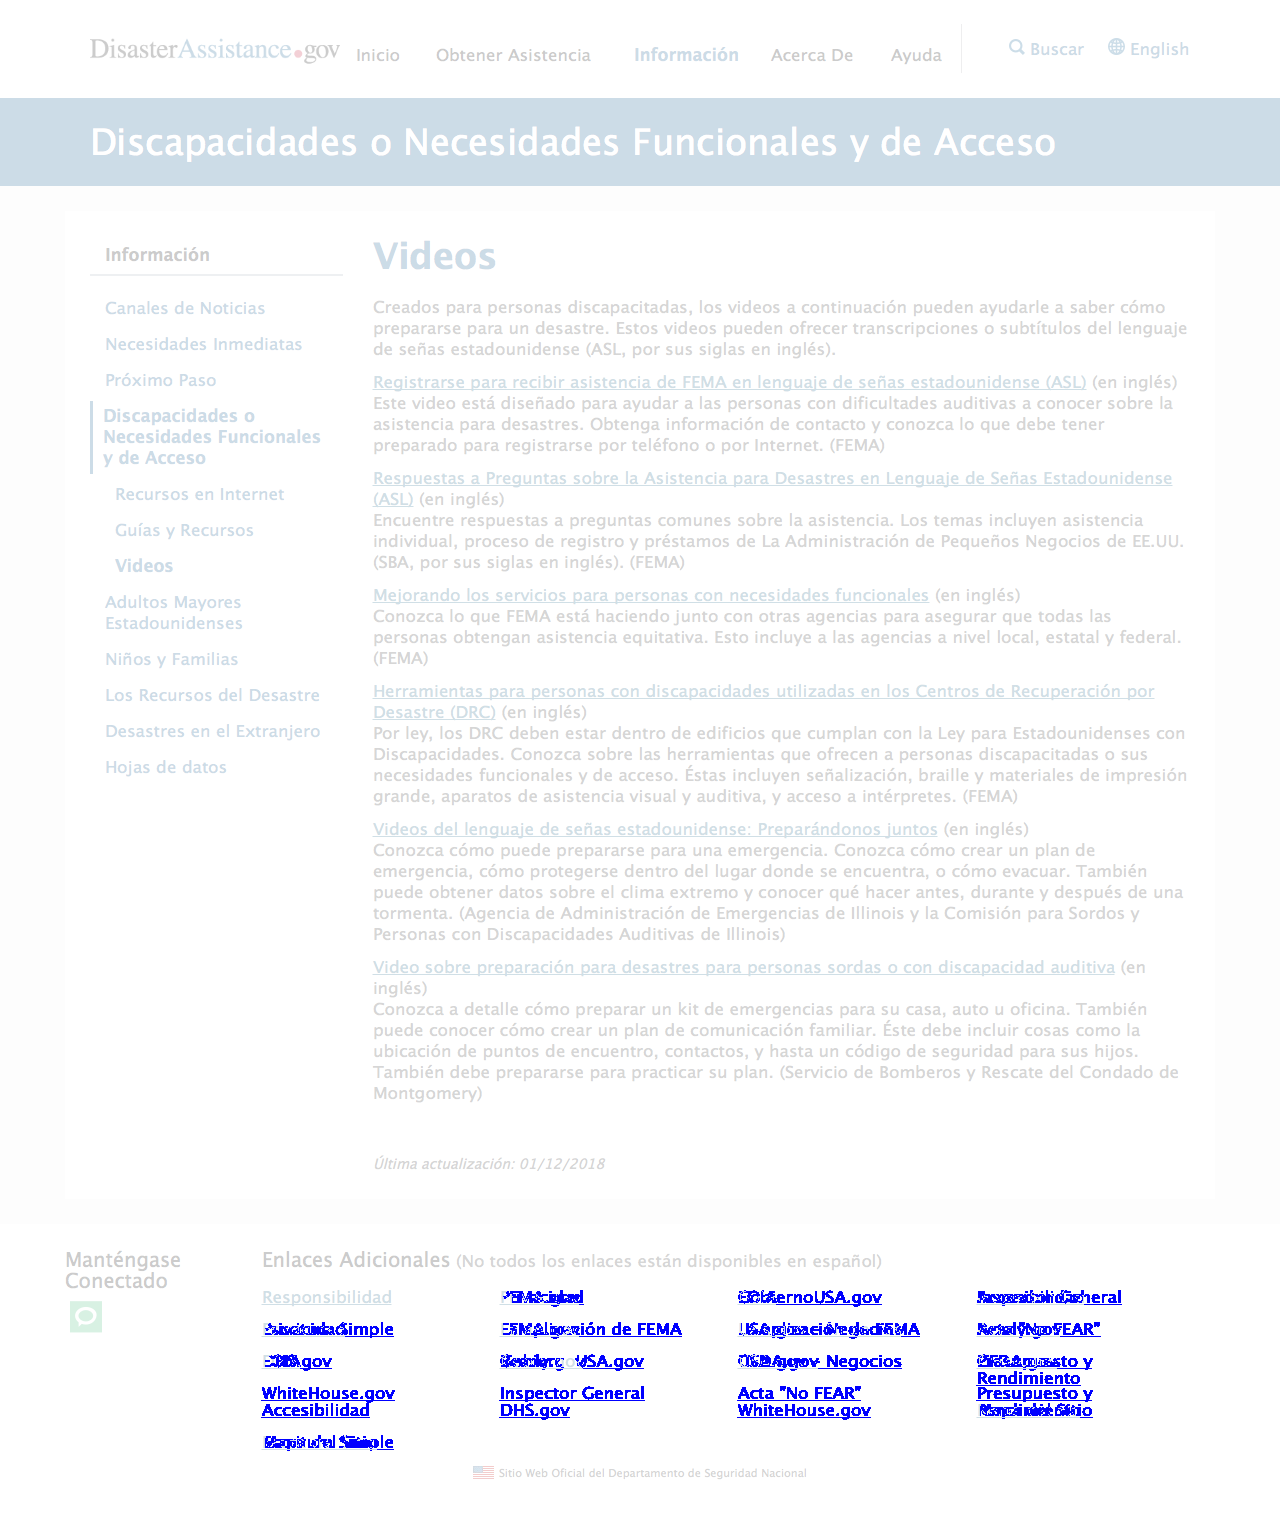 DisasterAssistance.gov Inicio Obtener Asistencia Información Acerca De Ayuda Buscar English
Discapacidades o Necesidades Funcionales y de Acceso
Información
Canales de Noticias
Necesidades Inmediatas
Próximo Paso
Discapacidades o
Necesidades Funcionales
y de Acceso
Recursos en Internet
Guías y Recursos
Videos
Adultos Mayores
Estadounidenses
Niños y Familias
Los Recursos del Desastre
Desastres en el Extranjero
Hojas de datos
Videos
Creados para personas discapacitadas, los videos a continuación pueden ayudarle a saber cómo
prepararse para un desastre. Estos videos pueden ofrecer transcripciones o subtítulos del lenguaje
de señas estadounidense (ASL, por sus siglas en inglés).
Registrarse para recibir asistencia de FEMA en lenguaje de señas estadounidense (ASL) (en inglés)
Este video está diseñado para ayudar a las personas con dificultades auditivas a conocer sobre la
asistencia para desastres. Obtenga información de contacto y conozca lo que debe tener
preparado para registrarse por teléfono o por Internet. (FEMA)
Respuestas a Preguntas sobre la Asistencia para Desastres en Lenguaje de Señas Estadounidense
(ASL) (en inglés)
Encuentre respuestas a preguntas comunes sobre la asistencia. Los temas incluyen asistencia
individual, proceso de registro y préstamos de La Administración de Pequeños Negocios de EE.UU.
(SBA, por sus siglas en inglés). (FEMA)
Mejorando los servicios para personas con necesidades funcionales (en inglés)
Conozca lo que FEMA está haciendo junto con otras agencias para asegurar que todas las
personas obtengan asistencia equitativa. Esto incluye a las agencias a nivel local, estatal y federal.
(FEMA)
Herramientas para personas con discapacidades utilizadas en los Centros de Recuperación por
Desastre (DRC) (en inglés)
Por ley, los DRC deben estar dentro de edificios que cumplan con la Ley para Estadounidenses con
Discapacidades. Conozca sobre las herramientas que ofrecen a personas discapacitadas o sus
necesidades funcionales y de acceso. Éstas incluyen señalización, braille y materiales de impresión
grande, aparatos de asistencia visual y auditiva, y acceso a intérpretes. (FEMA)
Videos del lenguaje de señas estadounidense: Preparándonos juntos (en inglés)
Conozca cómo puede prepararse para una emergencia. Conozca cómo crear un plan de
emergencia, cómo protegerse dentro del lugar donde se encuentra, o cómo evacuar. También
puede obtener datos sobre el clima extremo y conocer qué hacer antes, durante y después de una
tormenta. (Agencia de Administración de Emergencias de Illinois y la Comisión para Sordos y
Personas con Discapacidades Auditivas de Illinois)
Video sobre preparación para desastres para personas sordas o con discapacidad auditiva (en
inglés)
Conozca a detalle cómo preparar un kit de emergencias para su casa, auto u oficina. También
puede conocer cómo crear un plan de comunicación familiar. Éste debe incluir cosas como la
ubicación de puntos de encuentro, contactos, y hasta un código de seguridad para sus hijos.
También debe prepararse para practicar su plan. (Servicio de Bomberos y Rescate del Condado de
Montgomery)
Última actualización: 01/12/2018
Manténgase
Conectado
Enlaces Adicionales (No todos los enlaces están disponibles en español)
Responsibilidad
de FEMA
Negocios
Rendimiento
WhiteHouse.gov Inspector General Acta "No FEAR" Presupuesto y
Accesibilidad DHS.gov WhiteHouse.gov
Sitio Web Oficial del Departamento de Seguridad Nacional